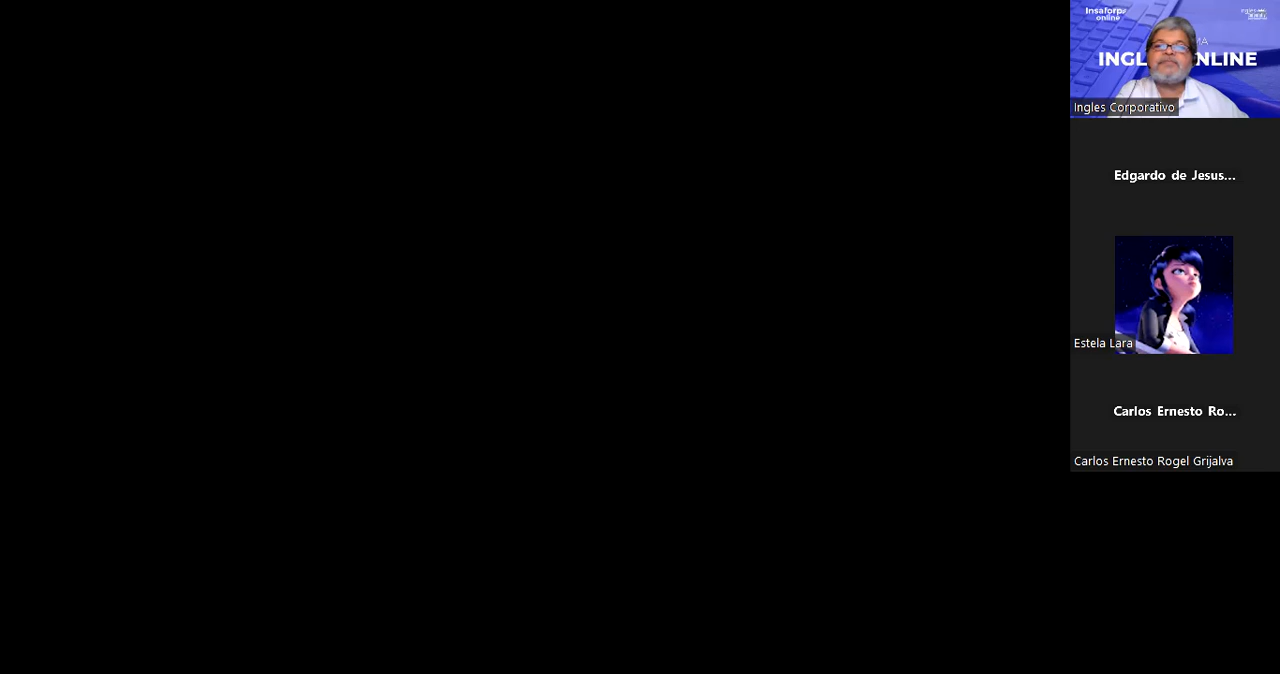 Insaforp
online
INGL NLINE
Ingles Corporativo
Edgardo de Jesus...
Estela Lara
Carlos Ernesto Ro...
Carlos Ernesto Rogel Grijalva